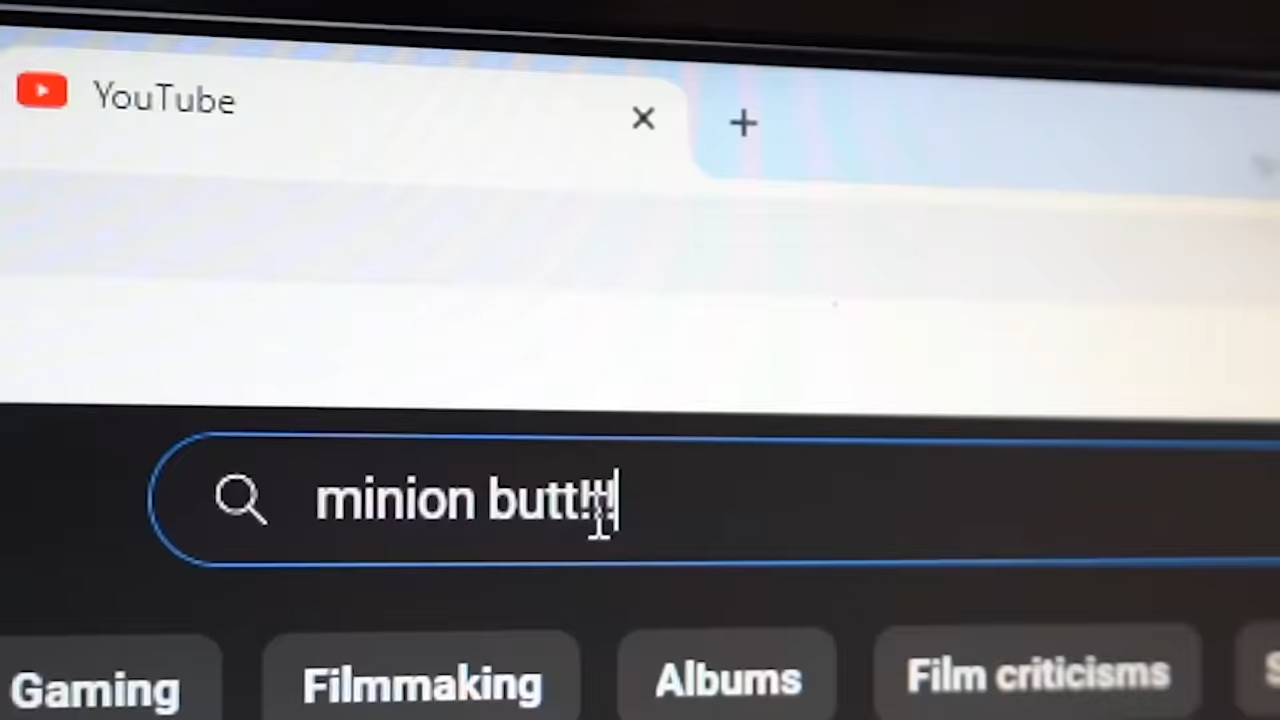 YouTube
minion butt!!!
Gaming
Filmmaking
Albums
Film criticisms